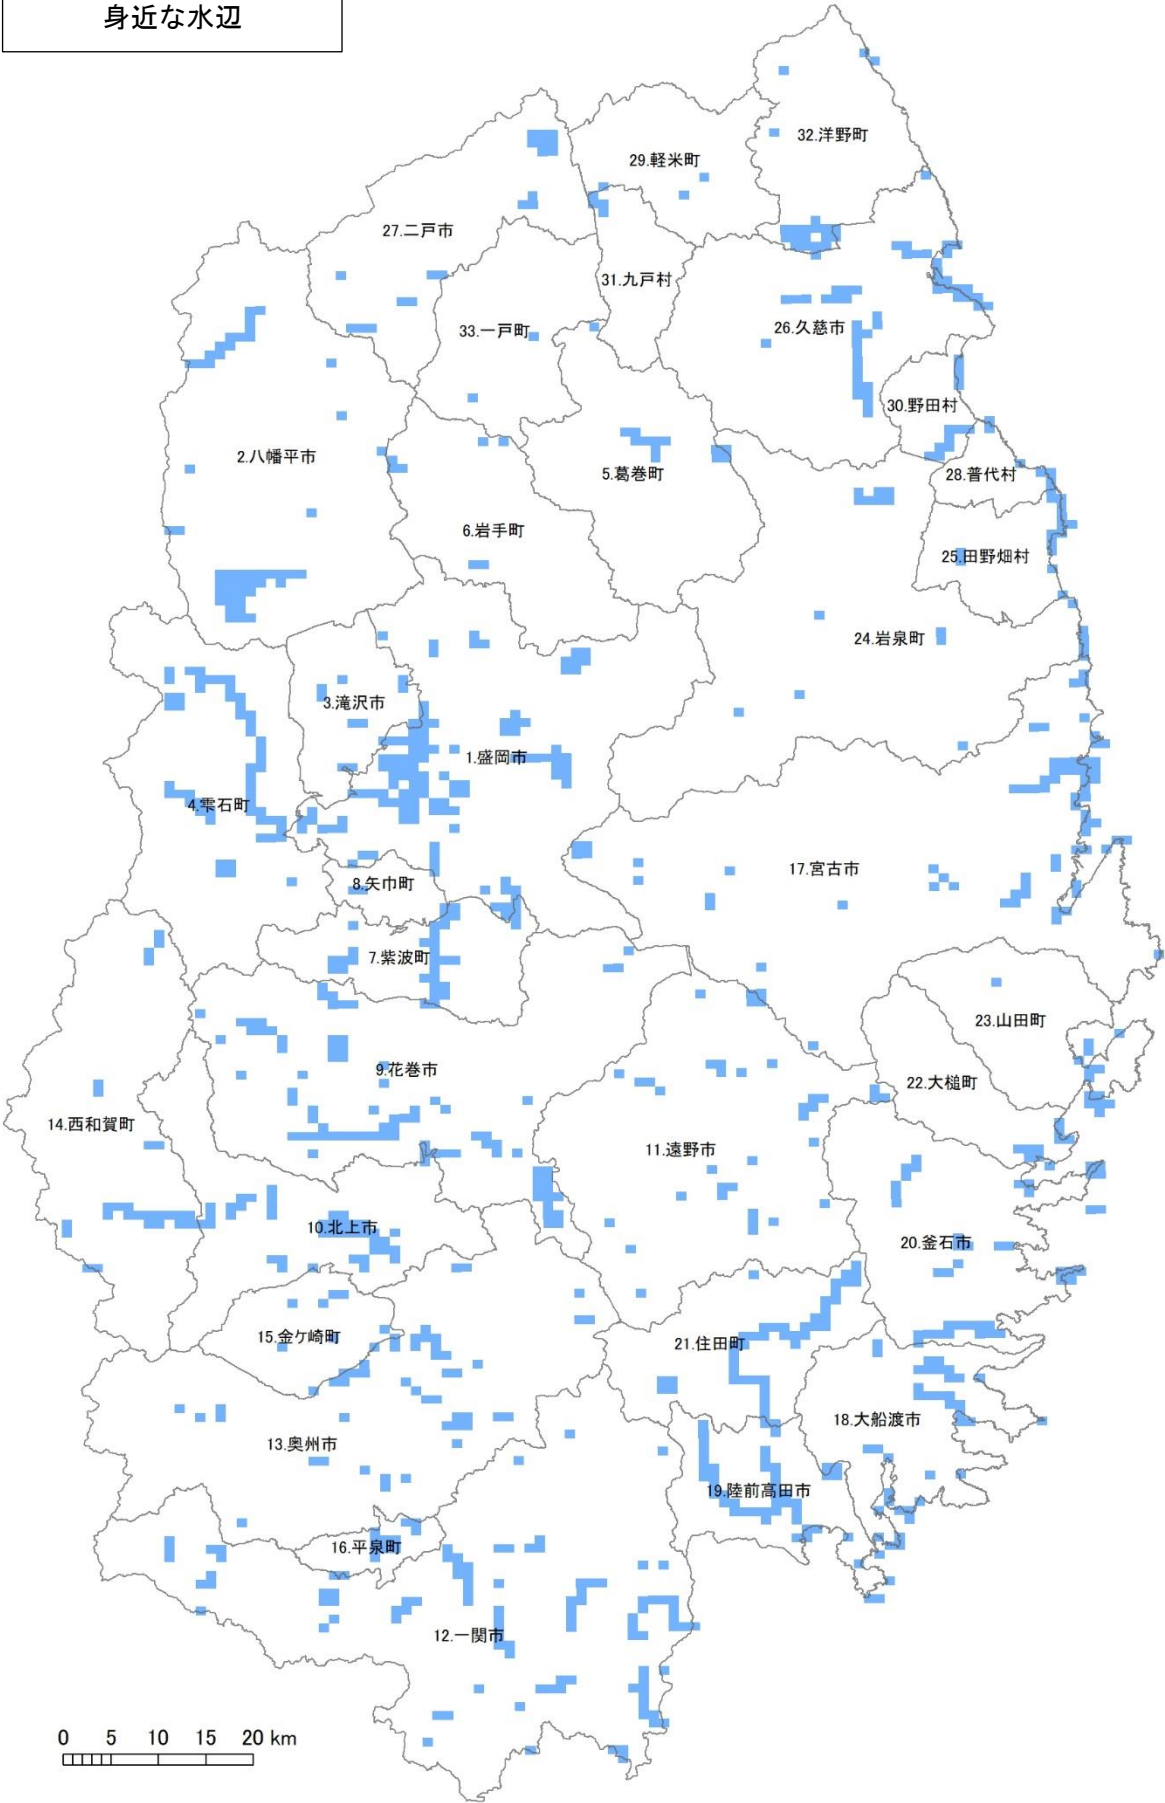 身近な水辺
32.洋野町
29.軽米町
27.二戸市
31.九戸村
33.一戸町
26.久慈市
30.野田村
2.八幡平市
5.葛巻町
28.普代村
6.岩手町
25.田野畑村
24.岩泉町
3.滝沢市
1.盛岡市
4.雫石町
17.宮古市
8.矢巾町
7.紫波町
23.山田町
9.花巻市
22.大槌町
14.西和賀町
11.遠野市
10.北上市
20.釜石市
15.金ケ崎町
21.住田町
18.大船渡市
13.奥州市
19.陸前高田市
16.平泉町
12.一関市
0 5 10 15 20 km